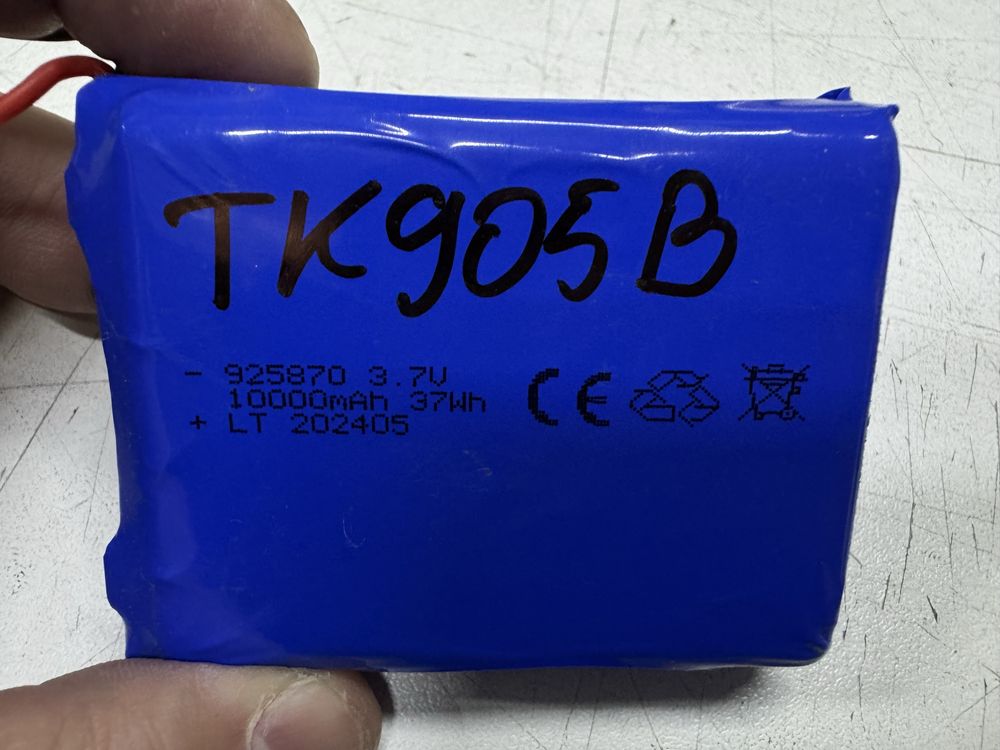 TK905B
- 925870 3.7V
10000mAh 37Wh
+ LT 202405
CE